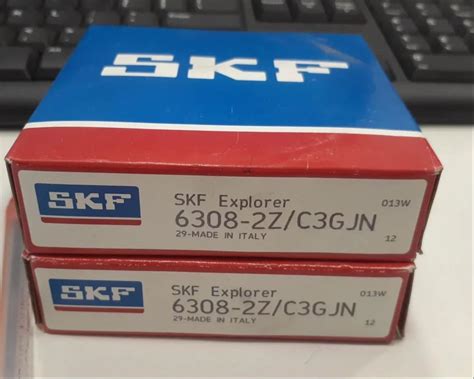 SKF
SKF
SKF Explorer
013W
6308-2Z/C3GJN
29-MADE IN ITALY
12
SKF
SKF Explorer
013W
6308-2Z/C3GJN
29-MADE IN ITALY
12